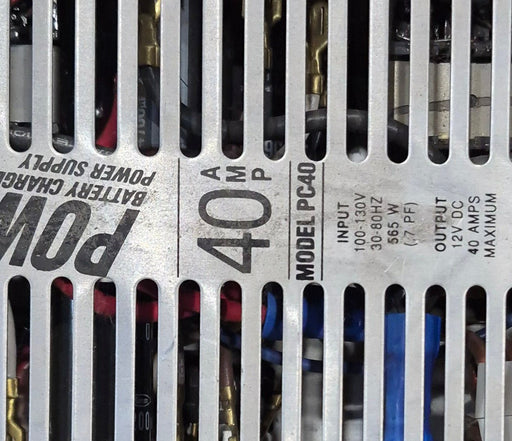 POW
BATTERY CHARGE
POWER SUPPLY
40 AMP
MODEL PC40
INPUT
100-130V
30-80HZ
565 W
(.7 PF)
OUTPUT
12V DC
40 AMPS
MAXIMUM